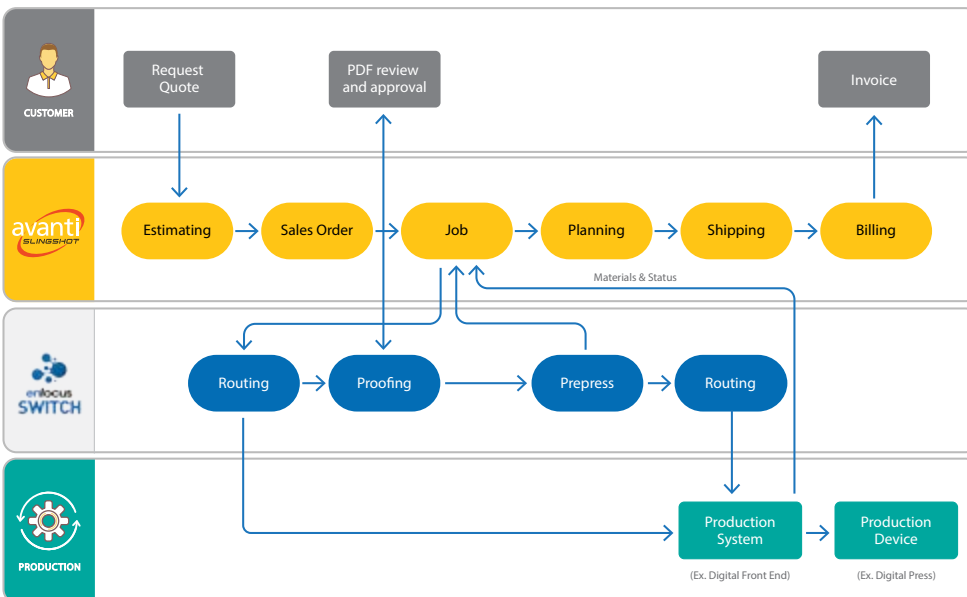 Request
Quote
PDF review
and approval
Invoice
CUSTOMER
avanti
SLINGSHOT
Estimating
Sales Order
Job
Planning
Shipping
Billing
Materials & Status
enfocus
SWITCH
Routing
Proofing
Prepress
Routing
PRODUCTION
Production
System
Production
Device
(Ex. Digital Front End)
(Ex. Digital Press)